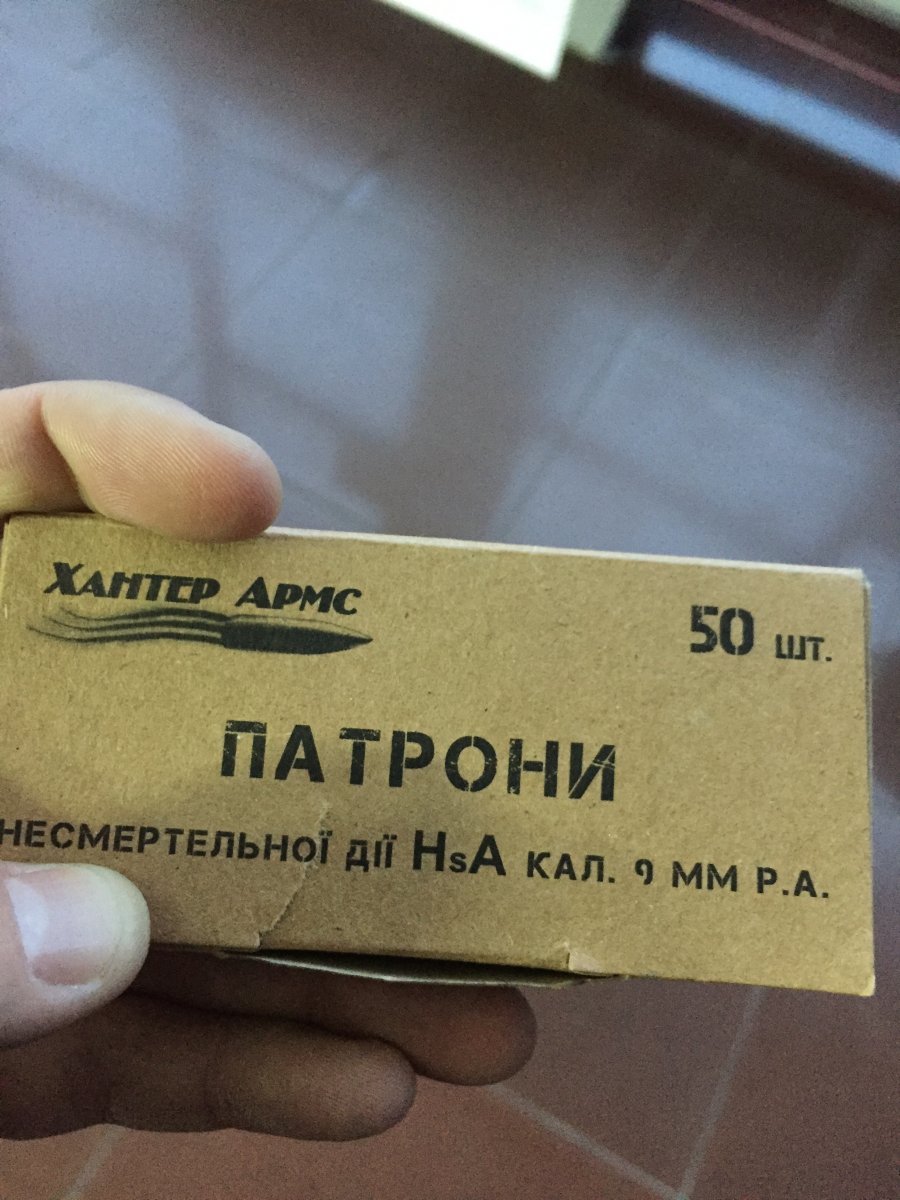 Хантер Армс
50 шт.
ПАТРОНИ
НЕСМЕРТЕЛЬНОЇ ДІЇ HsA КАЛ. 9 ММ Р.А.